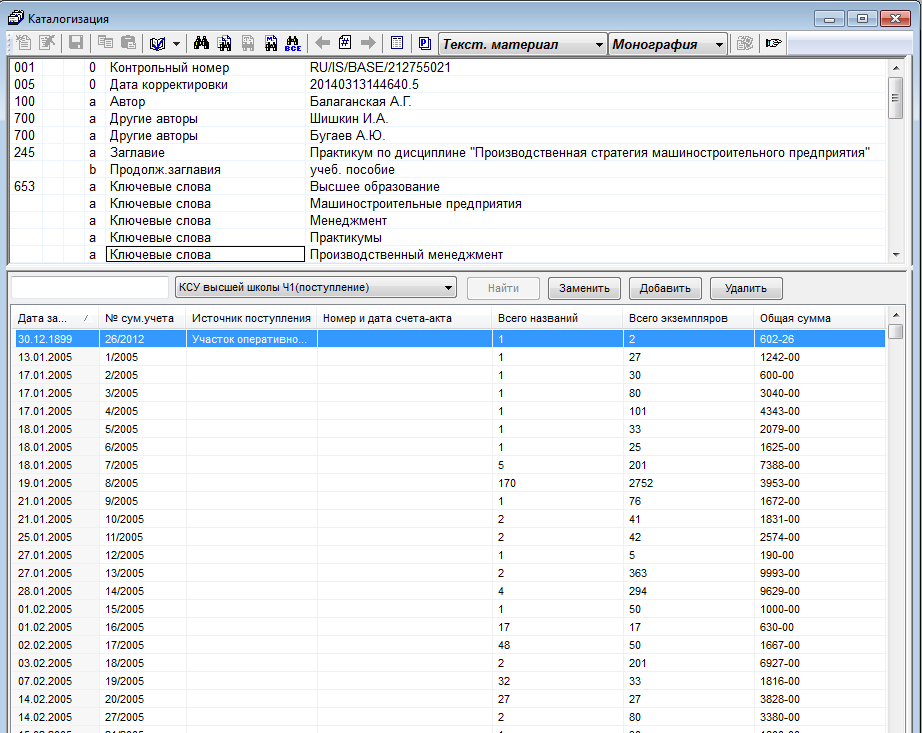 Каталогизация
ВСЕ Текст. материал Монография
001 0 Контрольный номер RU/IS/BASE/212755021
005 0 Дата корректировки 20140313144640.5
100 a Автор Балаганская А.Г.
700 a Другие авторы Шишкин И.А.
700 a Другие авторы Бугаев А.Ю.
245 a Заглавие Практикум по дисциплине "Производственная стратегия машиностроительного предприятия"
b Продолж.заглавия учеб. пособие
653 a Ключевые слова Высшее образование
a Ключевые слова Машиностроительные предприятия
a Ключевые слова Менеджмент
a Ключевые слова Практикумы
a Ключевые слова Производственный менеджмент
КСУ высшей школы Ч1(поступление) Найти Заменить Добавить Удалить
Дата за... № сум.учета Источник поступления Номер и дата счета-акта Всего названий Всего экземпляров Общая сумма
30.12.1899 26/2012 Участок оперативно... 1 2 602-26
13.01.2005 1/2005 1 27 1242-00
17.01.2005 2/2005 1 30 600-00
17.01.2005 3/2005 1 80 3040-00
17.01.2005 4/2005 1 101 4343-00
18.01.2005 5/2005 1 33 2079-00
18.01.2005 6/2005 1 25 1625-00
18.01.2005 7/2005 5 201 7388-00
19.01.2005 8/2005 170 2752 3953-00
21.01.2005 9/2005 1 76 1672-00
21.01.2005 10/2005 2 41 1831-00
25.01.2005 11/2005 2 42 2574-00
27.01.2005 12/2005 1 5 190-00
27.01.2005 13/2005 2 363 9993-00
28.01.2005 14/2005 4 294 9629-00
01.02.2005 15/2005 1 50 1000-00
01.02.2005 16/2005 17 17 630-00
02.02.2005 17/2005 48 50 1667-00
03.02.2005 18/2005 2 201 6927-00
07.02.2005 19/2005 32 33 1816-00
14.02.2005 20/2005 27 27 3828-00
14.02.2005 27/2005 2 80 3380-00